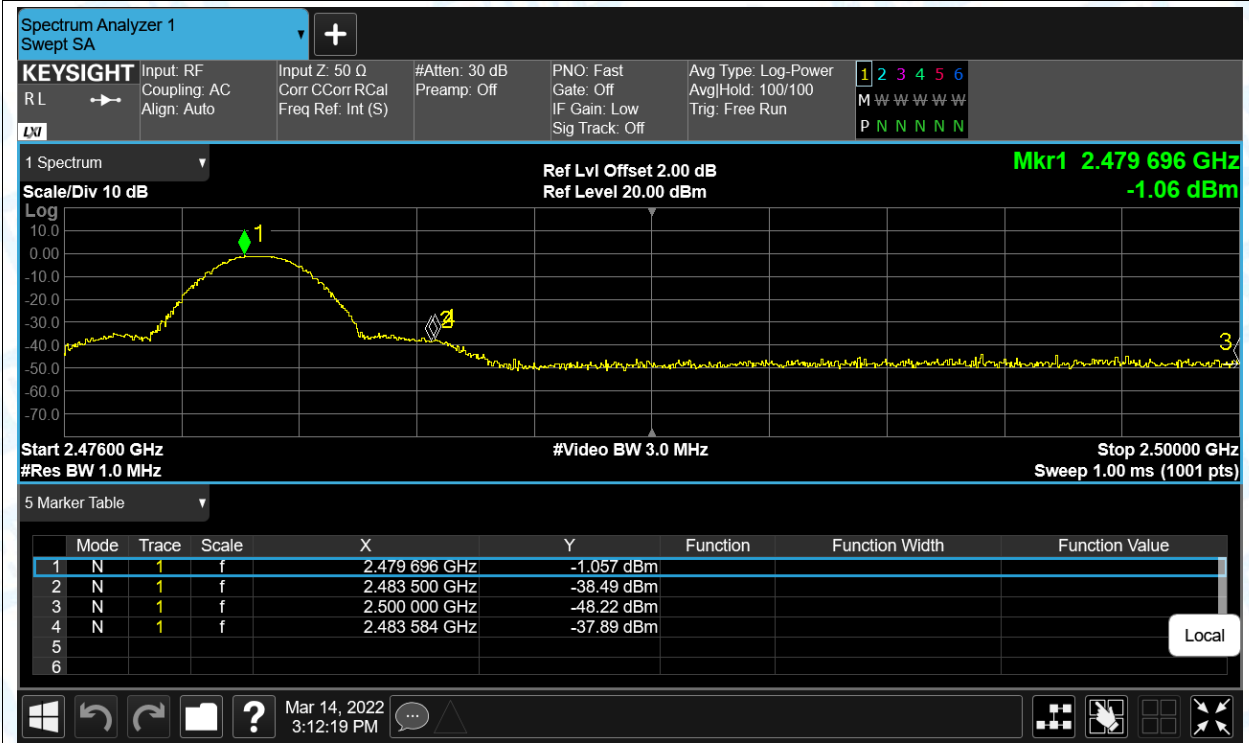 Spectrum Analyzer 1
Swept SA
+
KEYSIGHT Input: RF Input Z: 50 Ω #Atten: 30 dB PNO: Fast Avg Type: Log-Power 1 2 3 4 5 6
R L Coupling: AC Corr CCorr RCal Preamp: Off Gate: Off Avg|Hold: 100/100 M W W W W W
Align: Auto Freq Ref: Int (S) IF Gain: Low Trig: Free Run
LXI Sig Track: Off P N N N N N
1 Spectrum
Ref Lvl Offset 2.00 dB Mkr1 2.479 696 GHz
Scale/Div 10 dB Ref Level 20.00 dBm -1.06 dBm
Log
10.0
0.00
-10.0
-20.0
-30.0
-40.0
-50.0
-60.0
-70.0
1
2 4
3
Start 2.47600 GHz #Video BW 3.0 MHz Stop 2.50000 GHz
#Res BW 1.0 MHz Sweep 1.00 ms (1001 pts)
5 Marker Table
Mode Trace Scale X Y Function Function Width Function Value
1 N 1 f 2.479 696 GHz -1.057 dBm
2 N 1 f 2.483 500 GHz -38.49 dBm
3 N 1 f 2.500 000 GHz -48.22 dBm
4 N 1 f 2.483 584 GHz -37.89 dBm
5
6
Local
? Mar 14, 2022
3:12:19 PM